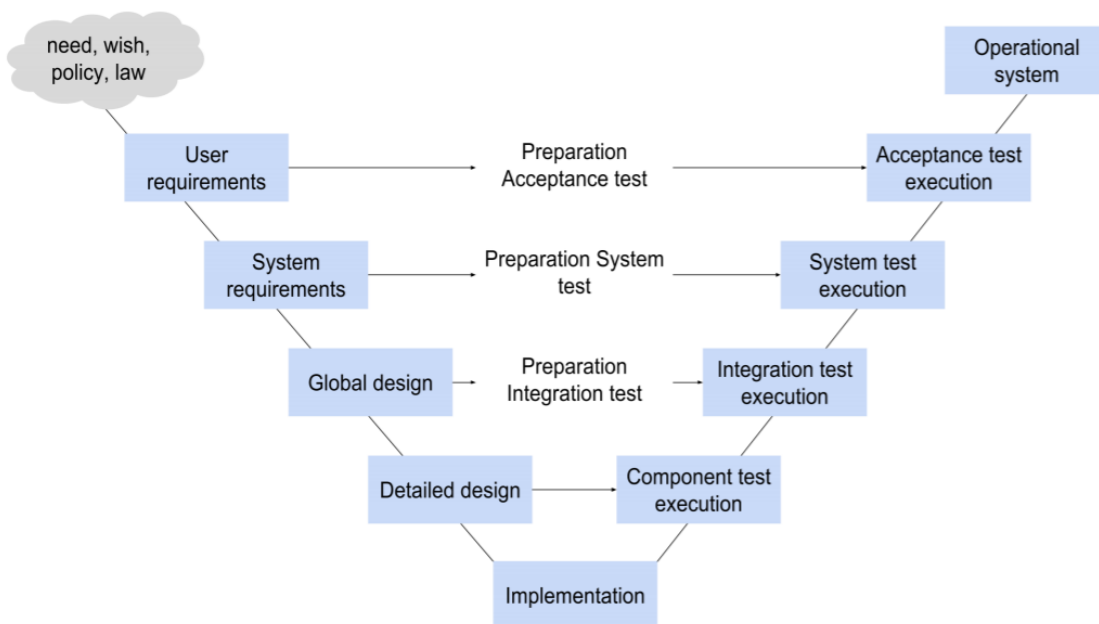 need, wish,
policy, law
Operational
system
User
requirements
Preparation
Acceptance test
Acceptance test
execution
System
requirements
Preparation System
test
System test
execution
Global design
Preparation
Integration test
Integration test
execution
Detailed design
Component test
execution
Implementation